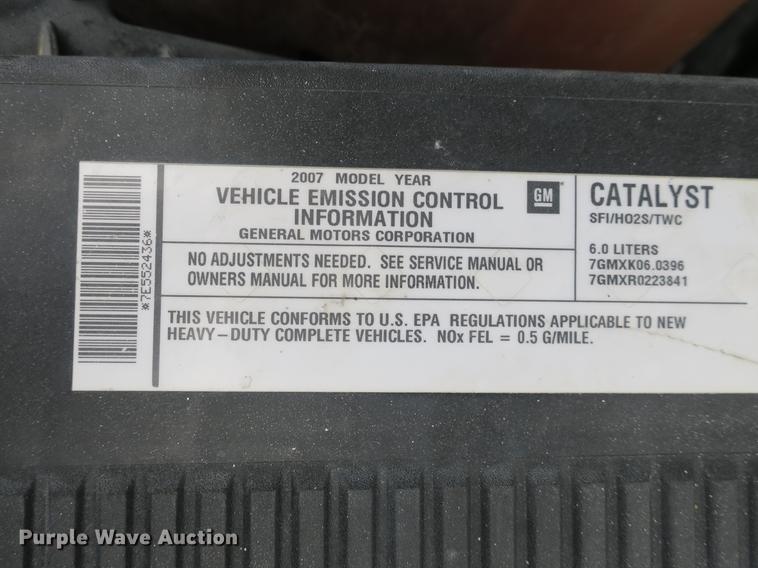 *7E552436*
2007 MODEL YEAR
VEHICLE EMISSION CONTROL
INFORMATION
GENERAL MOTORS CORPORATION
GM
NO ADJUSTMENTS NEEDED. SEE SERVICE MANUAL OR
OWNERS MANUAL FOR MORE INFORMATION.
CATALYST
SFI/HO2S/TWC
6.0 LITERS
7GMXK06.0396
7GMXR0223841
THIS VEHICLE CONFORMS TO U.S. EPA REGULATIONS APPLICABLE TO NEW
HEAVY-DUTY COMPLETE VEHICLES. NOx FEL = 0.5 G/MILE.
Purple Wave Auction